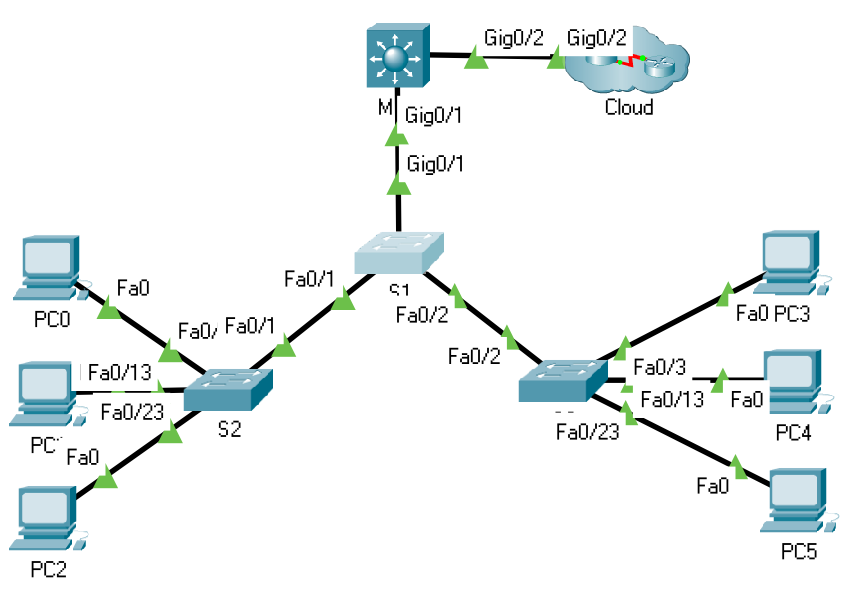 Gig0/2
Gig0/2
M
Cloud
Gig0/1
Gig0/1
Fa0/1
S1
Fa0/2
Fa0
PC0
Fa0/
Fa0/1
Fa0/13
Fa0/23
S2
Fa0
PC2
Fa0/2
Fa0/3
Fa0/13
Fa0/23
Fa0
PC3
Fa0
PC4
Fa0
PC5